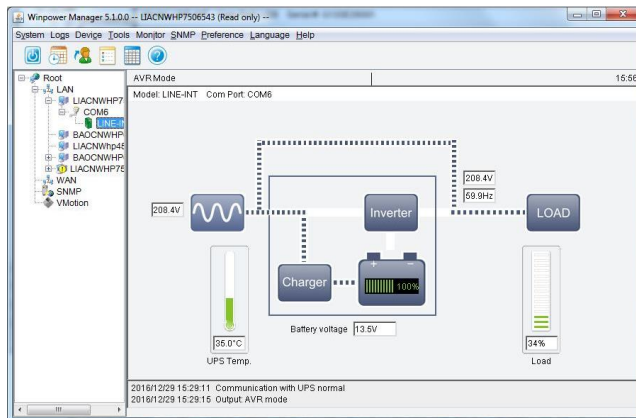 Winpower Manager 5.1.0.0 -- LIACNWHP7506543 (Read only) --
System Logs Device Tools Monitor SNMP Preference Language Help
Root
LAN
LIACNWHP7
COM6
LINE-IN
BAOCNWHP
LIACNWhp46
BAOCNWHP
LIACNWHP75
WAN
SNMP
VMotion
AVR Mode
16:56
Model: LINE-INT Com Port: COM6
208.4V
208.4V
59.9Hz
Inverter
LOAD
Charger
+ −
100%
Battery voltage 13.5V
35.0°C
UPS Temp.
34%
Load
2016/12/29 15:29:11 Communication with UPS normal
2016/12/29 15:29:15 Output: AVR mode